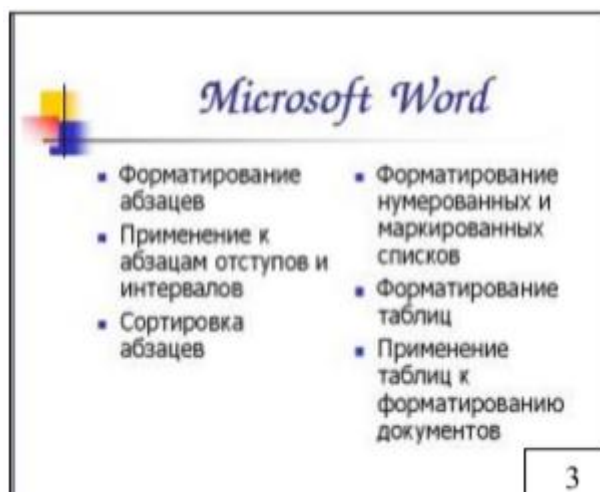 Microsoft Word
Форматирование
абзацев
Применение к
абзацам отступов и
интервалов
Сортировка
абзацев
Форматирование
нумерованных и
маркированных
списков
Форматирование
таблиц
Применение
таблиц к
форматированию
документов
3